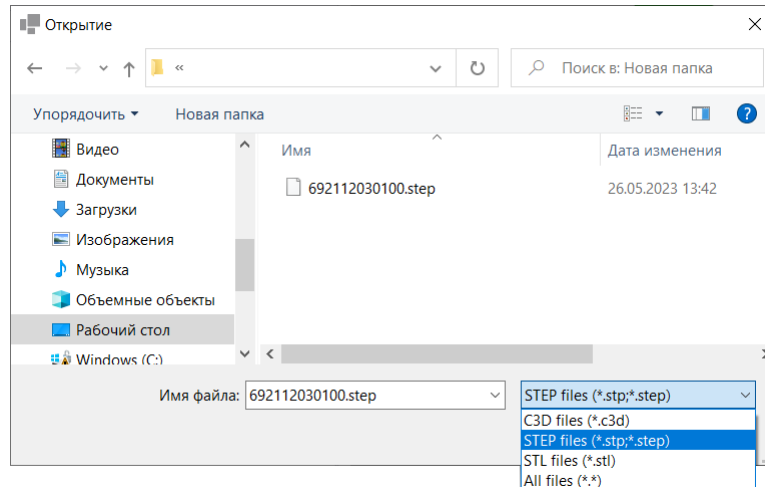 Открытие
«
Поиск в: Новая папка
Упорядочить Новая папка
?
Видео
Документы
Загрузки
Изображения
Музыка
Объемные объекты
Рабочий стол
Windows (C:)
Имя Дата изменения
692112030100.step 26.05.2023 13:42
Имя файла: 692112030100.step STEP files (*.stp;*.step)
C3D files (*.c3d)
STEP files (*.stp;*.step)
STL files (*.stl)
All files (*.*)